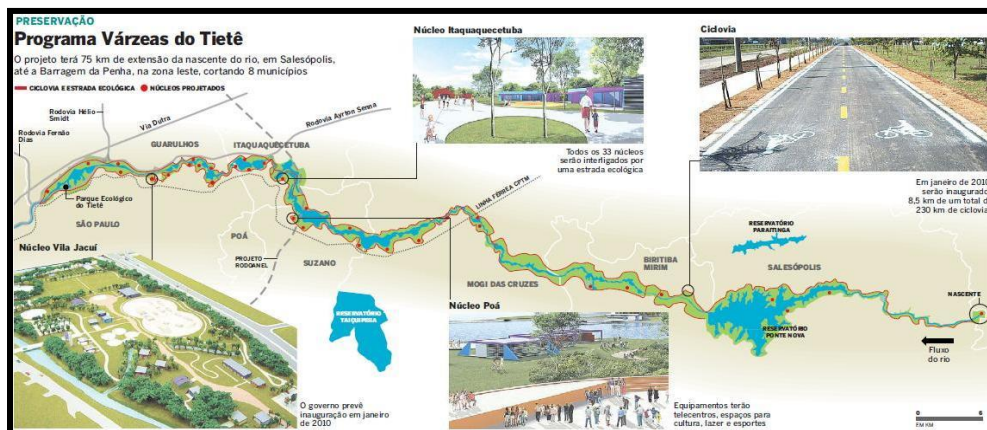 PRESERVAÇÃO
Programa Várzeas do Tietê
O projeto terá 75 km de extensão da nascente do rio, em Salesópolis,
até a Barragem da Penha, na zona leste, cortando 8 municípios
CICLOVIA E ESTRADA ECOLÓGICA
NÚCLEOS PROJETADOS
Núcleo Itaquaquecetuba
Ciclovia
Rodovia Hélio
Smidt
Rodovia Fernão
Dias
Via Dutra
Rodovia Ayrton Senna
GUARULHOS
ITAQUAQUECETUBA
Todos os 33 núcleos
serão interligados por
uma estrada ecológica
Em janeiro de 2010
serão inaugurado
8,5 km de um total d
230 km de ciclovia
Parque Ecológico
do Tietê
SÃO PAULO
LINHA FÉRREA CPTM
POÁ
PROJETO
RODOANEL
SUZANO
RESERVATÓRIO
PARAITINGA
BIRITIBA
MIRIM
SALESÓPOLIS
MOGI DAS CRUZES
NASCENTE
Núcleo Vila Jacuí
RESERVATÓRIO
TAIAÇUPEBA
Núcleo Poá
RESERVATÓRIO
PONTE NOVA
Fluxo
do rio
O governo prevê
inauguração em janeiro
de 2010
Equipamentos terão
telecentros, espaços para
cultura, lazer e esportes
0 6
EM KM